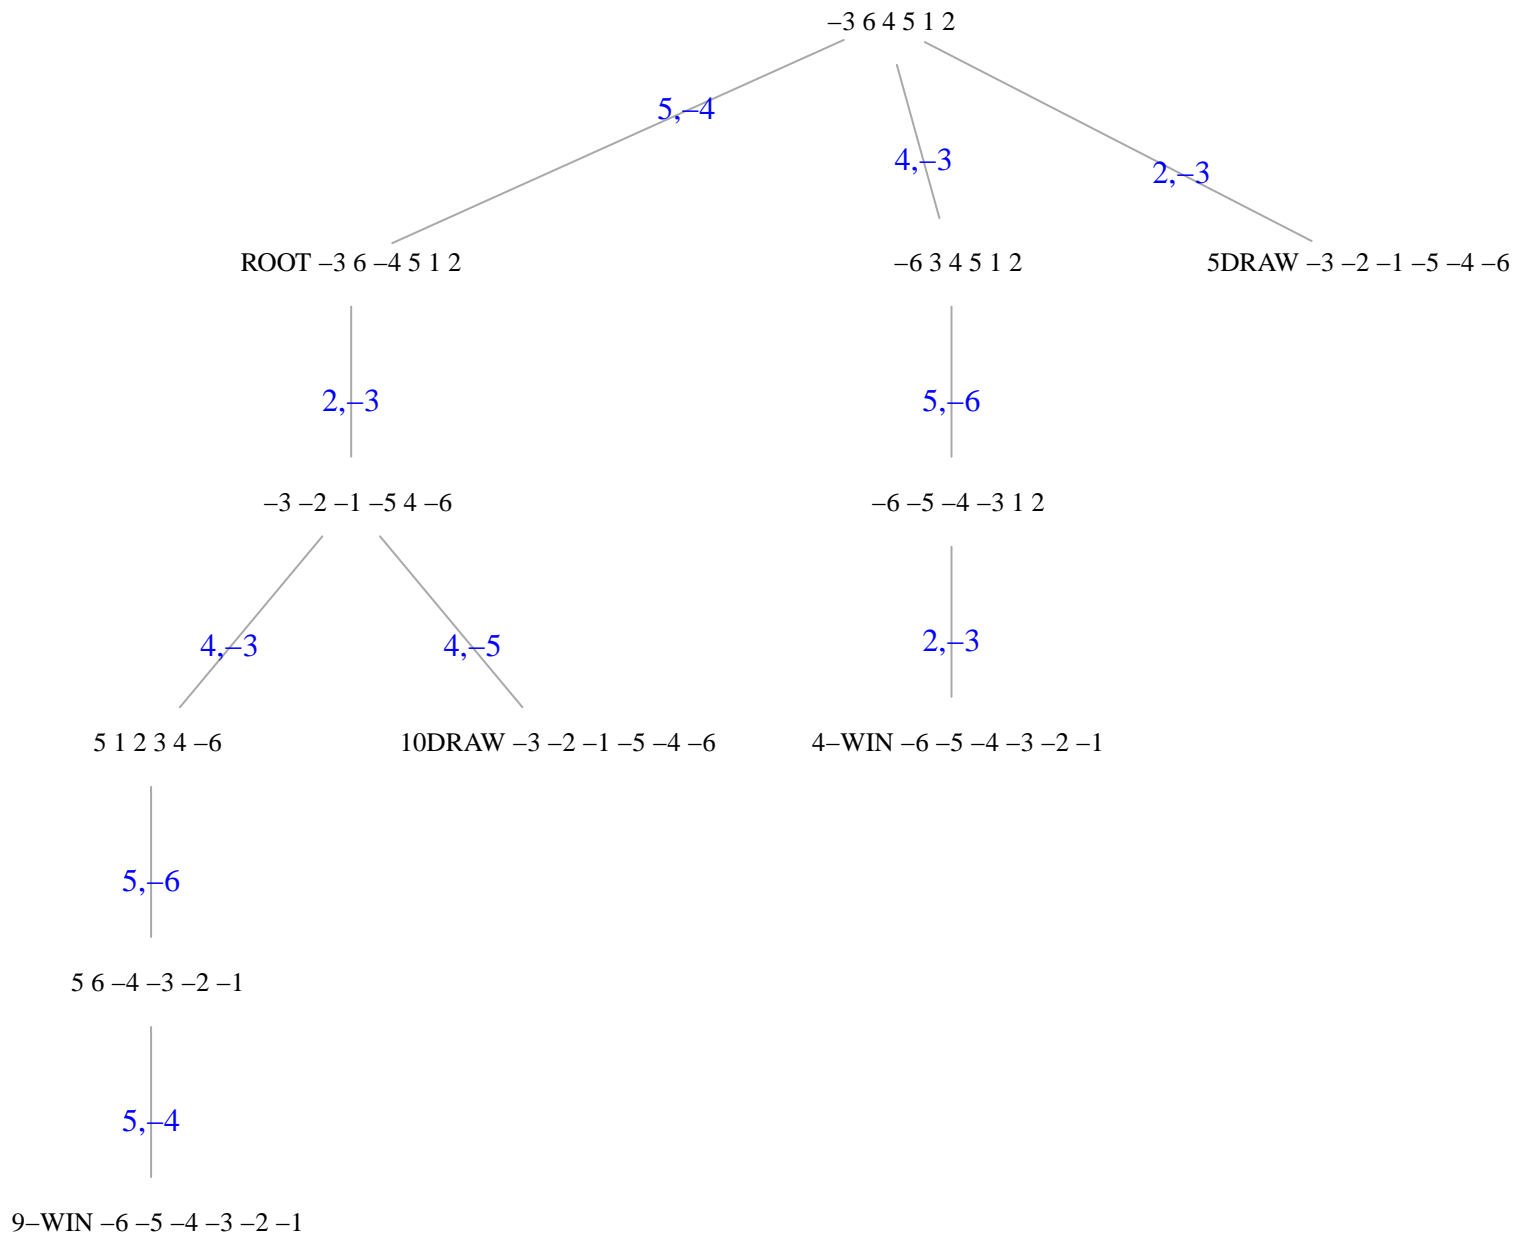 –3 6 4 5 1 2
5,–4
4,–3
2,–3
ROOT –3 6 –4 5 1 2
–6 3 4 5 1 2
5DRAW –3 –2 –1 –5 –4 –6
2,–3
5,–6
–3 –2 –1 –5 4 –6
–6 –5 –4 –3 1 2
4,–3
4,–5
2,–3
5 1 2 3 4 –6
10DRAW –3 –2 –1 –5 –4 –6
4–WIN –6 –5 –4 –3 –2 –1
5,–6
5 6 –4 –3 –2 –1
5,–4
9–WIN –6 –5 –4 –3 –2 –1